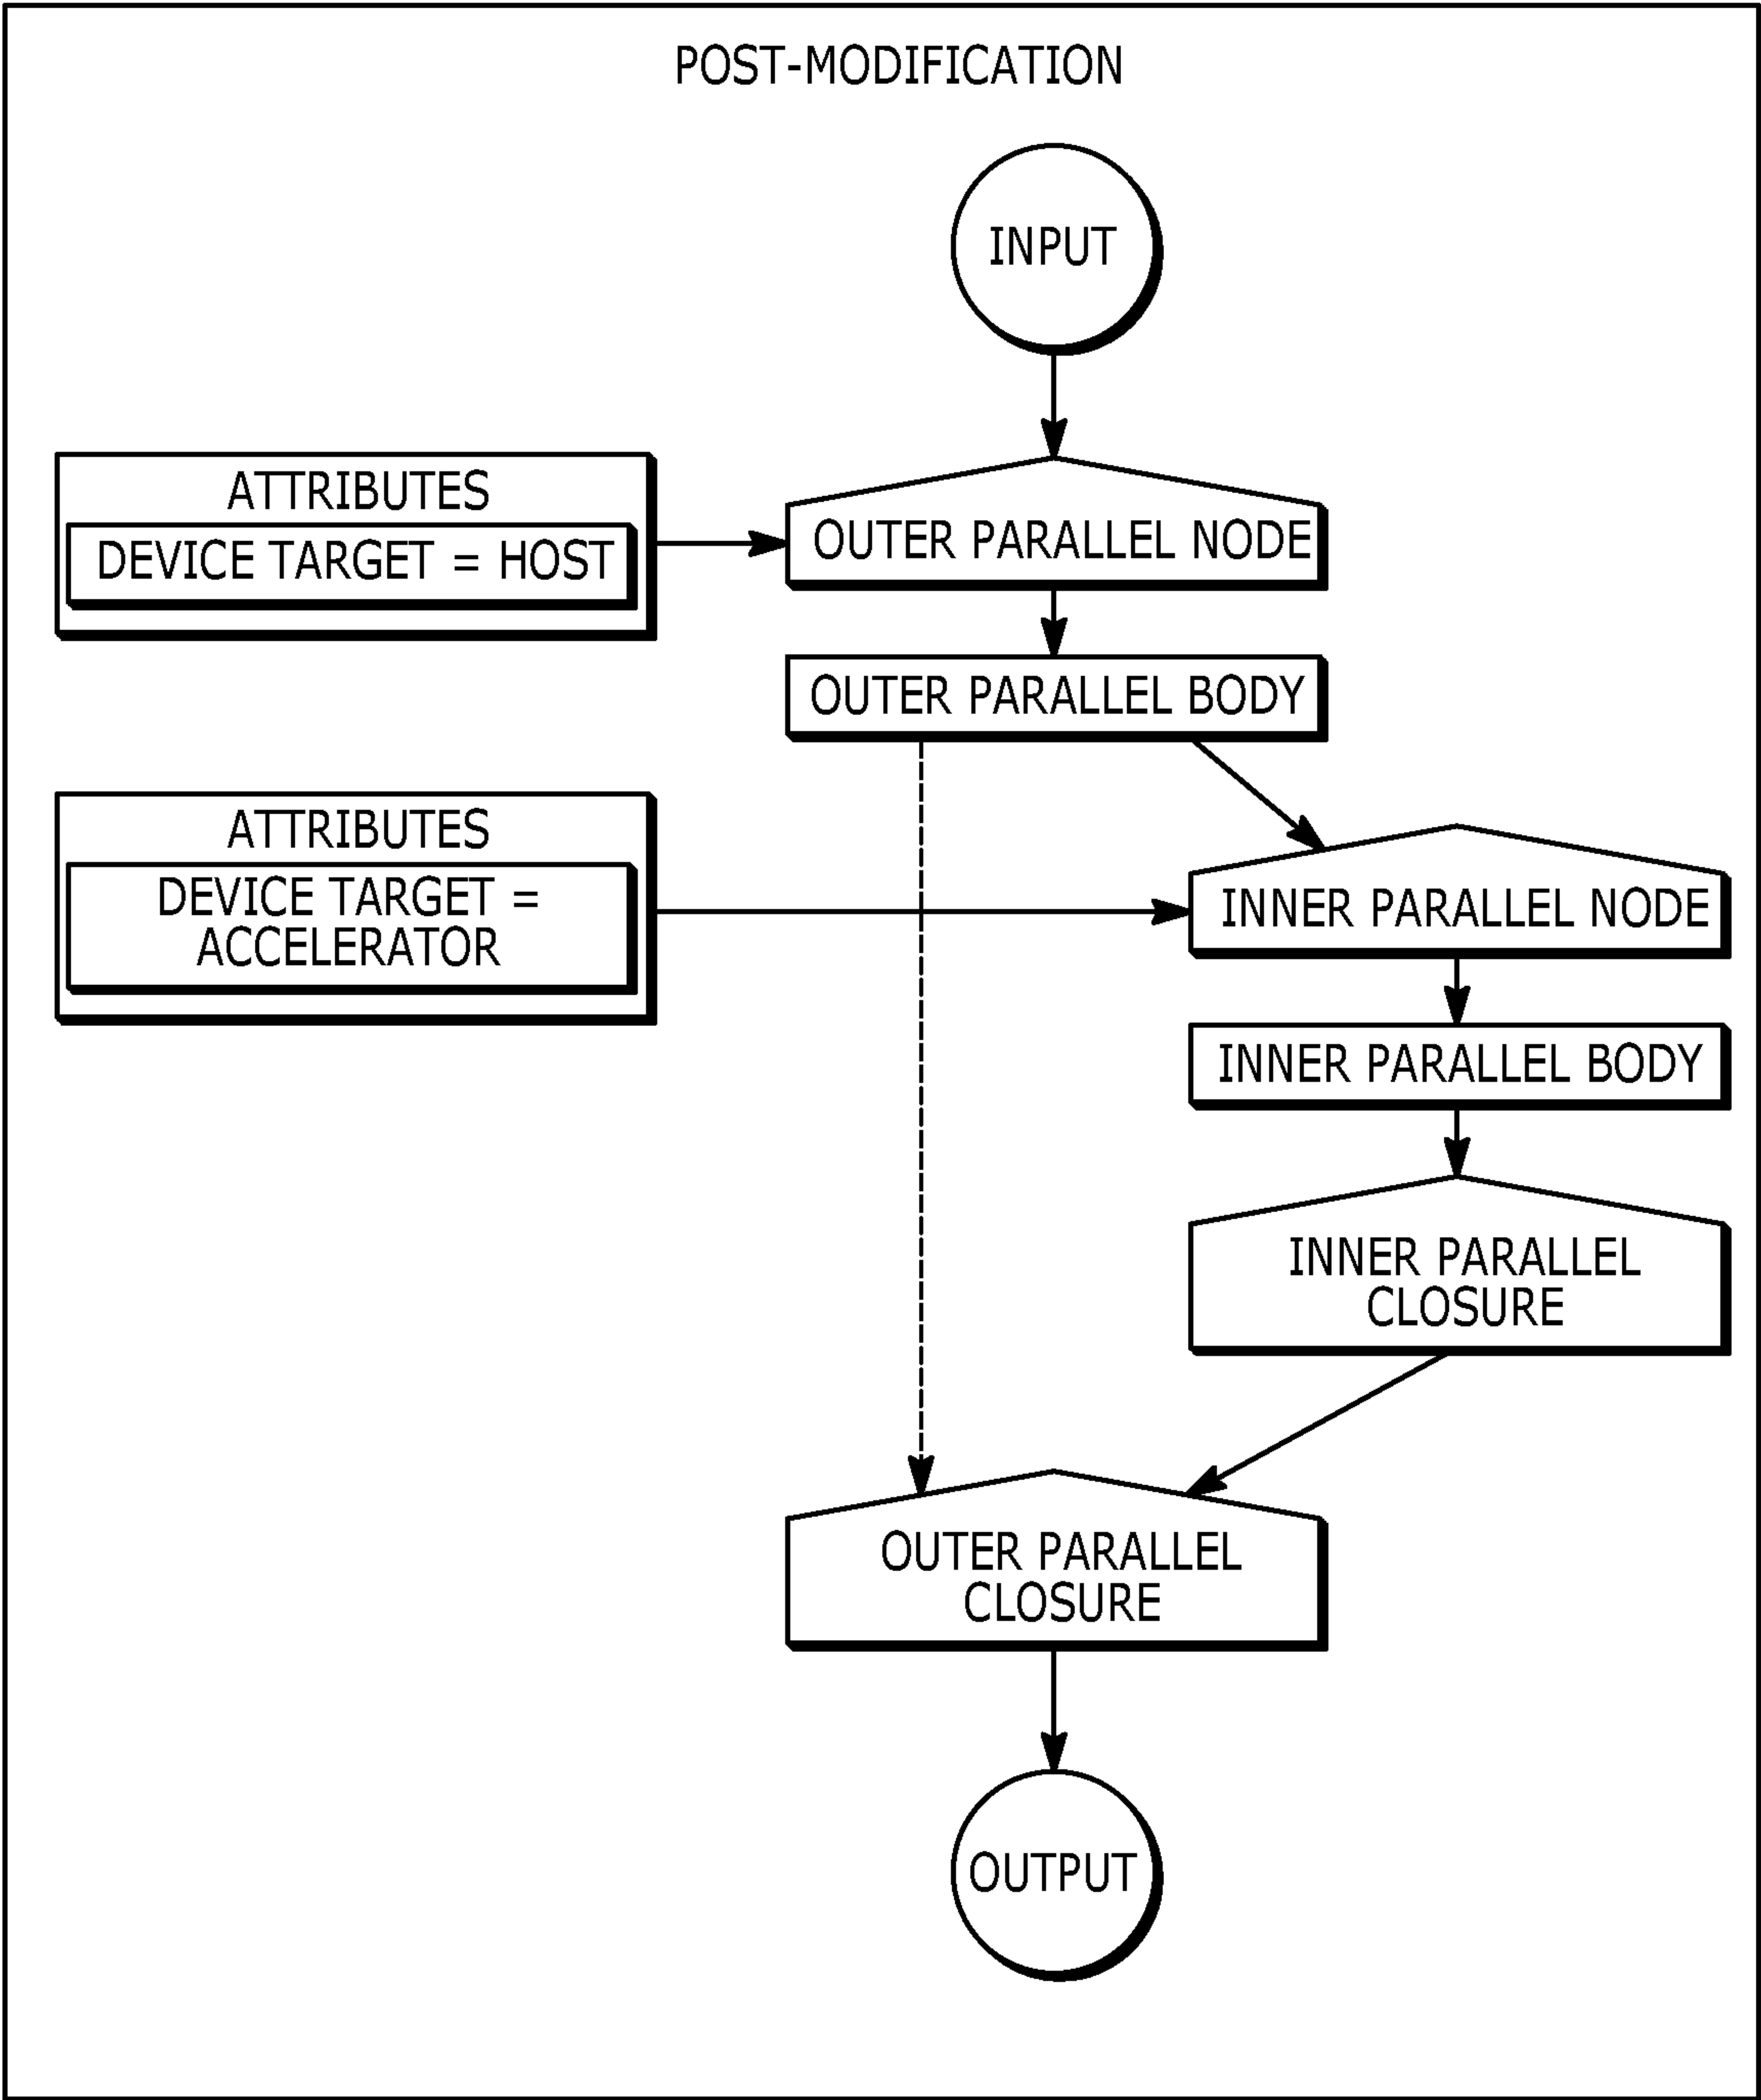 POST-MODIFICATION
INPUT
ATTRIBUTES
DEVICE TARGET = HOST
OUTER PARALLEL NODE
OUTER PARALLEL BODY
ATTRIBUTES
DEVICE TARGET =
ACCELERATOR
INNER PARALLEL NODE
INNER PARALLEL BODY
INNER PARALLEL
CLOSURE
OUTER PARALLEL
CLOSURE
OUTPUT